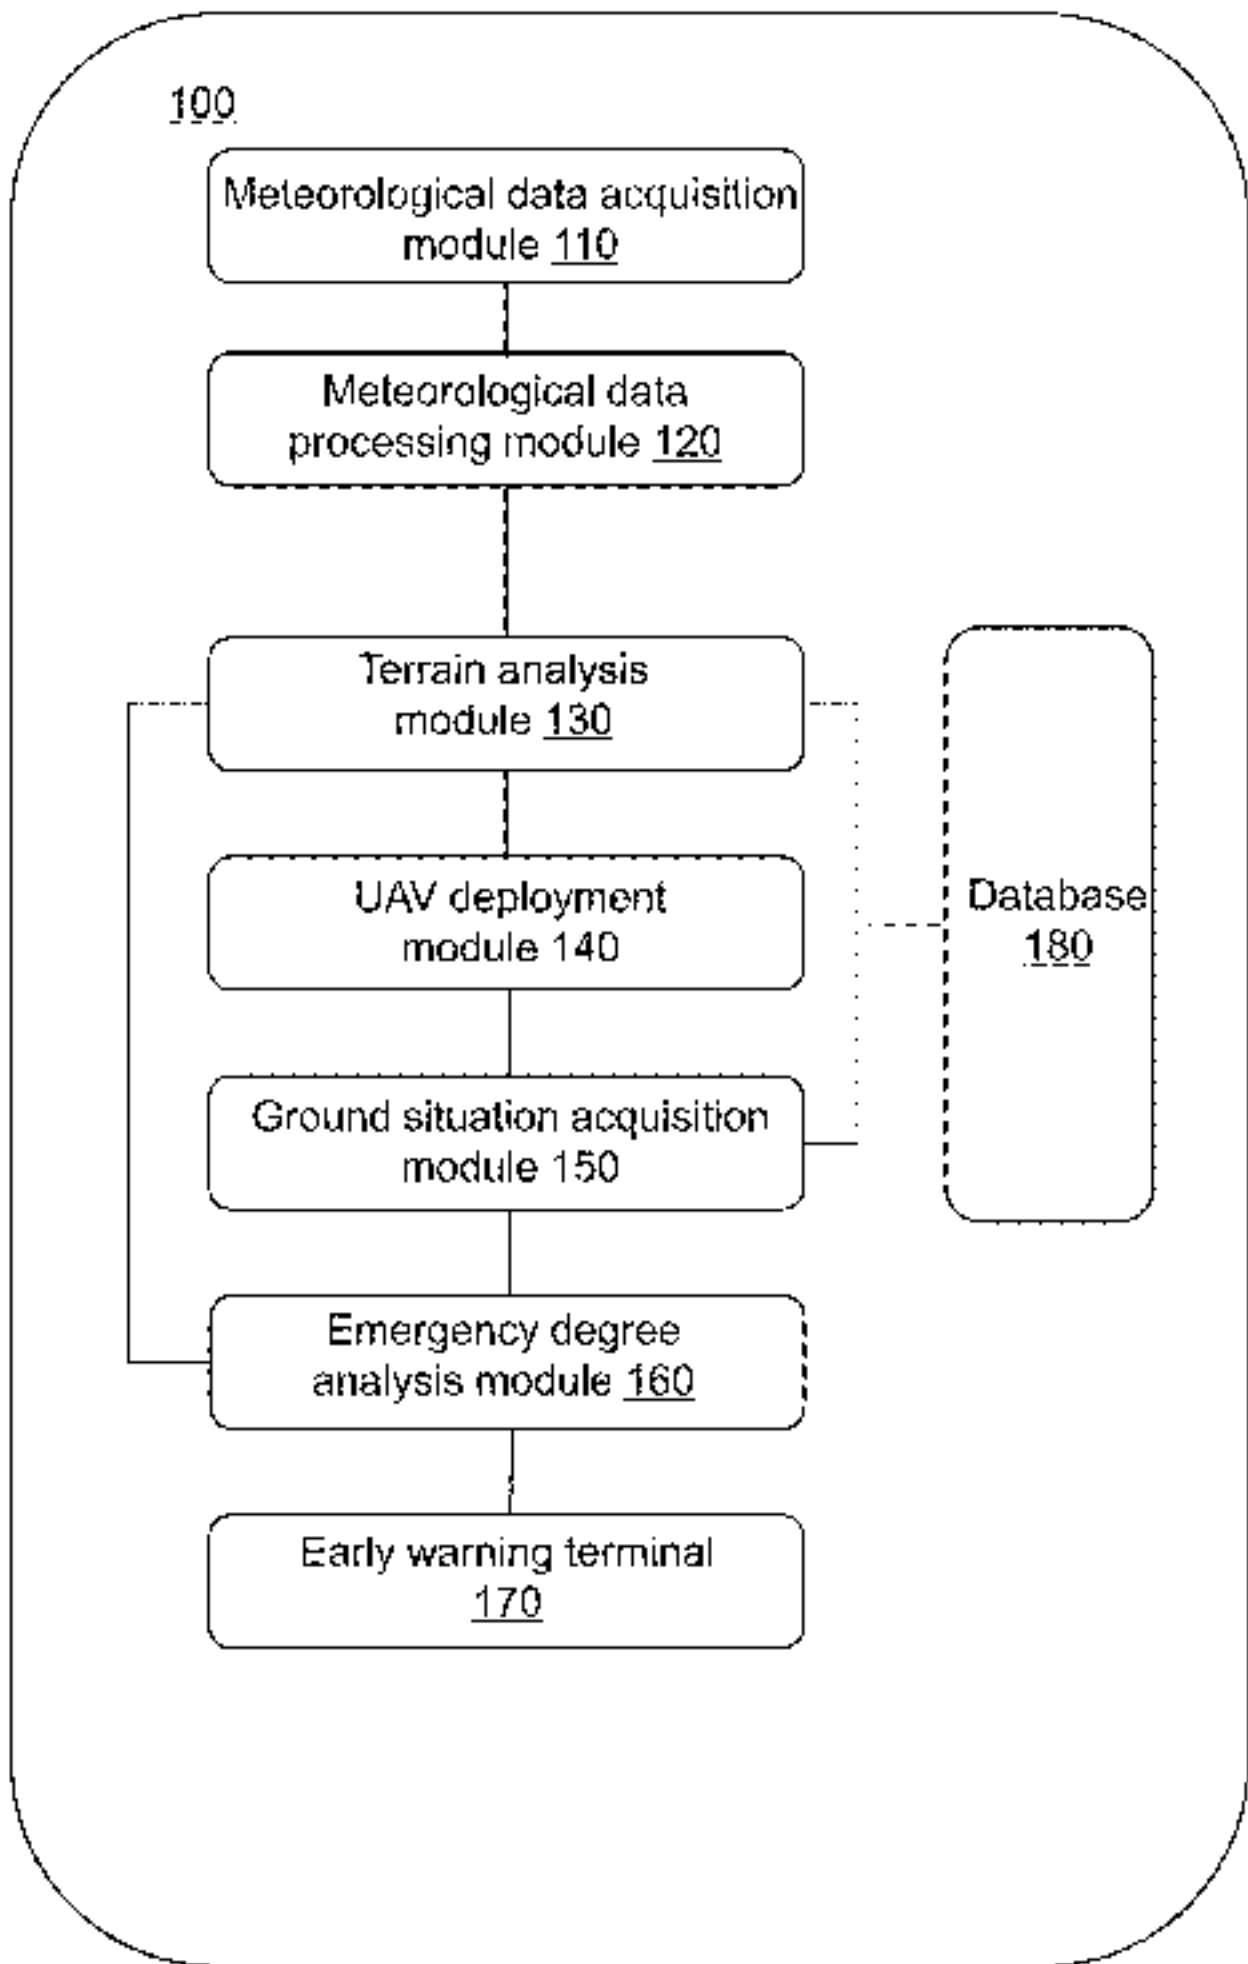 100
Meteorological data acquisition
module 110
Meteorological data
processing module 120
Terrain analysis
module 130
UAV deployment
module 140
Database
180
Ground situation acquisition
module 150
Emergency degree
analysis module 160
Early warning terminal
170